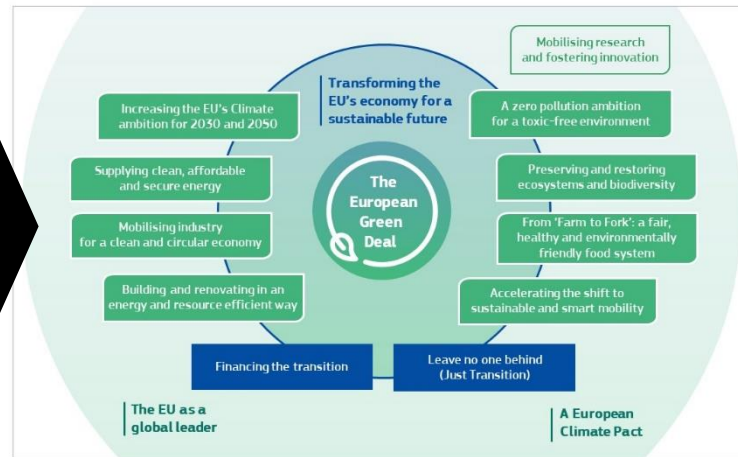 Mobilising research
and fostering innovation
Transforming the
EU's economy for a
sustainable future
Increasing the EU's Climate
ambition for 2030 and 2050
A zero pollution ambition
for a toxic-free environment
Supplying clean, affordable
and secure energy
Preserving and restoring
ecosystems and biodiversity
The
European
Green
Deal
Mobilising industry
for a clean and circular economy
From 'Farm to Fork': a fair,
healthy and environmentally
friendly food system
Building and renovating in an
energy and resource efficient way
Accelerating the shift to
sustainable and smart mobility
Financing the transition
Leave no one behind
(Just Transition)
The EU as a
global leader
A European
Climate Pact